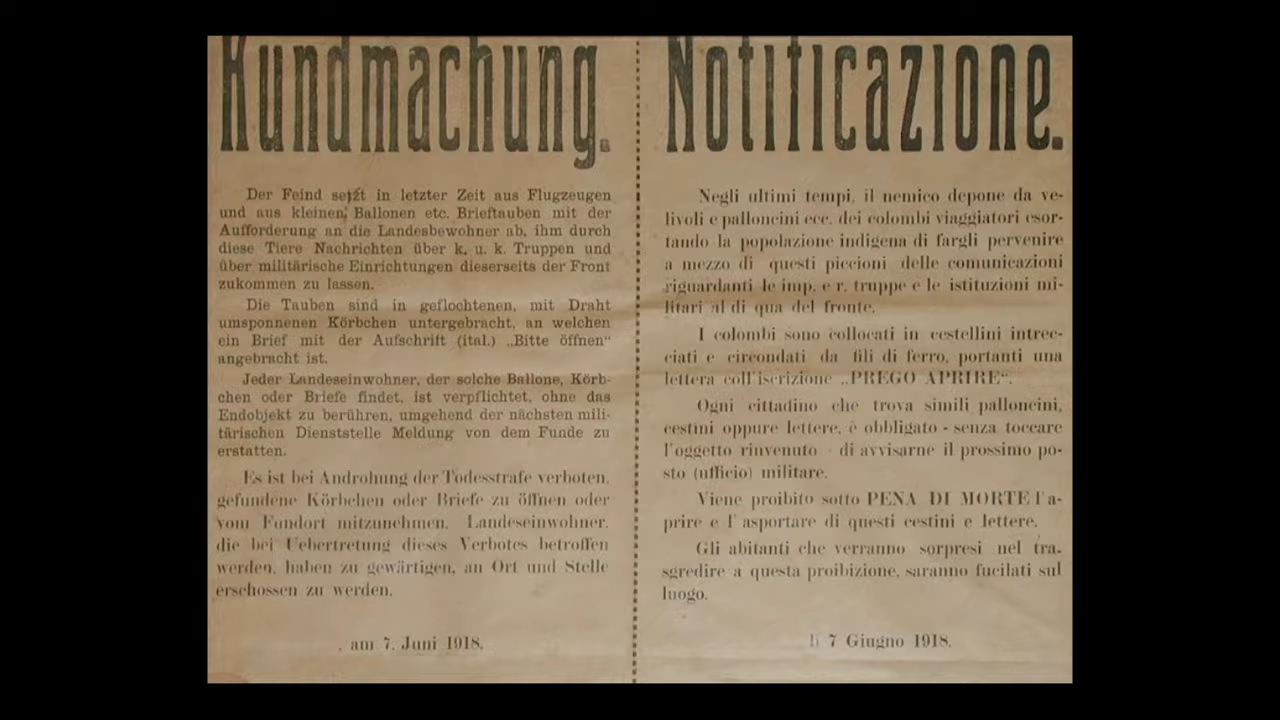 Kundmachung.
Der Feind setzt in letzter Zeit aus Flugzeugen
und aus kleinen Ballonen etc. Brieftauben mit der
Aufforderung an die Landesbewohner ab, ihm durch
diese Tiere Nachrichten über k. u. k. Truppen und
über militärische Einrichtungen dieserseits der Front
zukommen zu lassen.
Die Tauben sind in geflochtenen, mit Draht
umsponnenen Körbchen untergebracht, an welchen
ein Brief mit der Aufschrift (ital.) „Bitte öffnen“
angebracht ist.
Jeder Landeseinwohner, der solche Ballone, Körb-
chen oder Briefe findet, ist verpflichtet, ohne das
Endobjekt zu berühren, umgehend der nächsten mili-
tärischen Dienststelle Meldung von dem Funde zu
erstatten.
Es ist bei Androhung der Todesstrafe verboten,
gefundene Körbchen oder Briefe zu öffnen oder
vom Fundort mitzunehmen. Landeseinwohner,
die bei Uebertretung dieses Verbotes betroffen
werden, haben zu gewärtigen, an Ort und Stelle
erschossen zu werden.
am 7. Juni 1918.
Notificazione.
Negli ultimi tempi, il nemico depone da ve-
livoli e palloncini ecc. dei colombi viaggiatori esor-
tando la popolazione indigena di fargli pervenire
a mezzo di questi piccioni delle comunicazioni
riguardanti le imp. e r. truppe e le istituzioni mi-
litari al di qua del fronte.
I colombi sono collocati in cestellini intrec-
ciati e circondati da fili di ferro, portanti una
lettera coll'iscrizione „PREGO APRIRE“.
Ogni cittadino che trova simili palloncini,
cestini oppure lettere, è obbligato - senza toccare
l'oggetto rinvenuto - di avvisarne il prossimo po-
sto (ufficio) militare.
Viene proibito sotto PENA DI MORTE l'a-
prire e l' asportare di questi cestini e lettere.
Gli abitanti che verranno sorpresi nel tra-
sgredire a questa proibizione, saranno fucilati sul
luogo.
li 7 Giugno 1918.